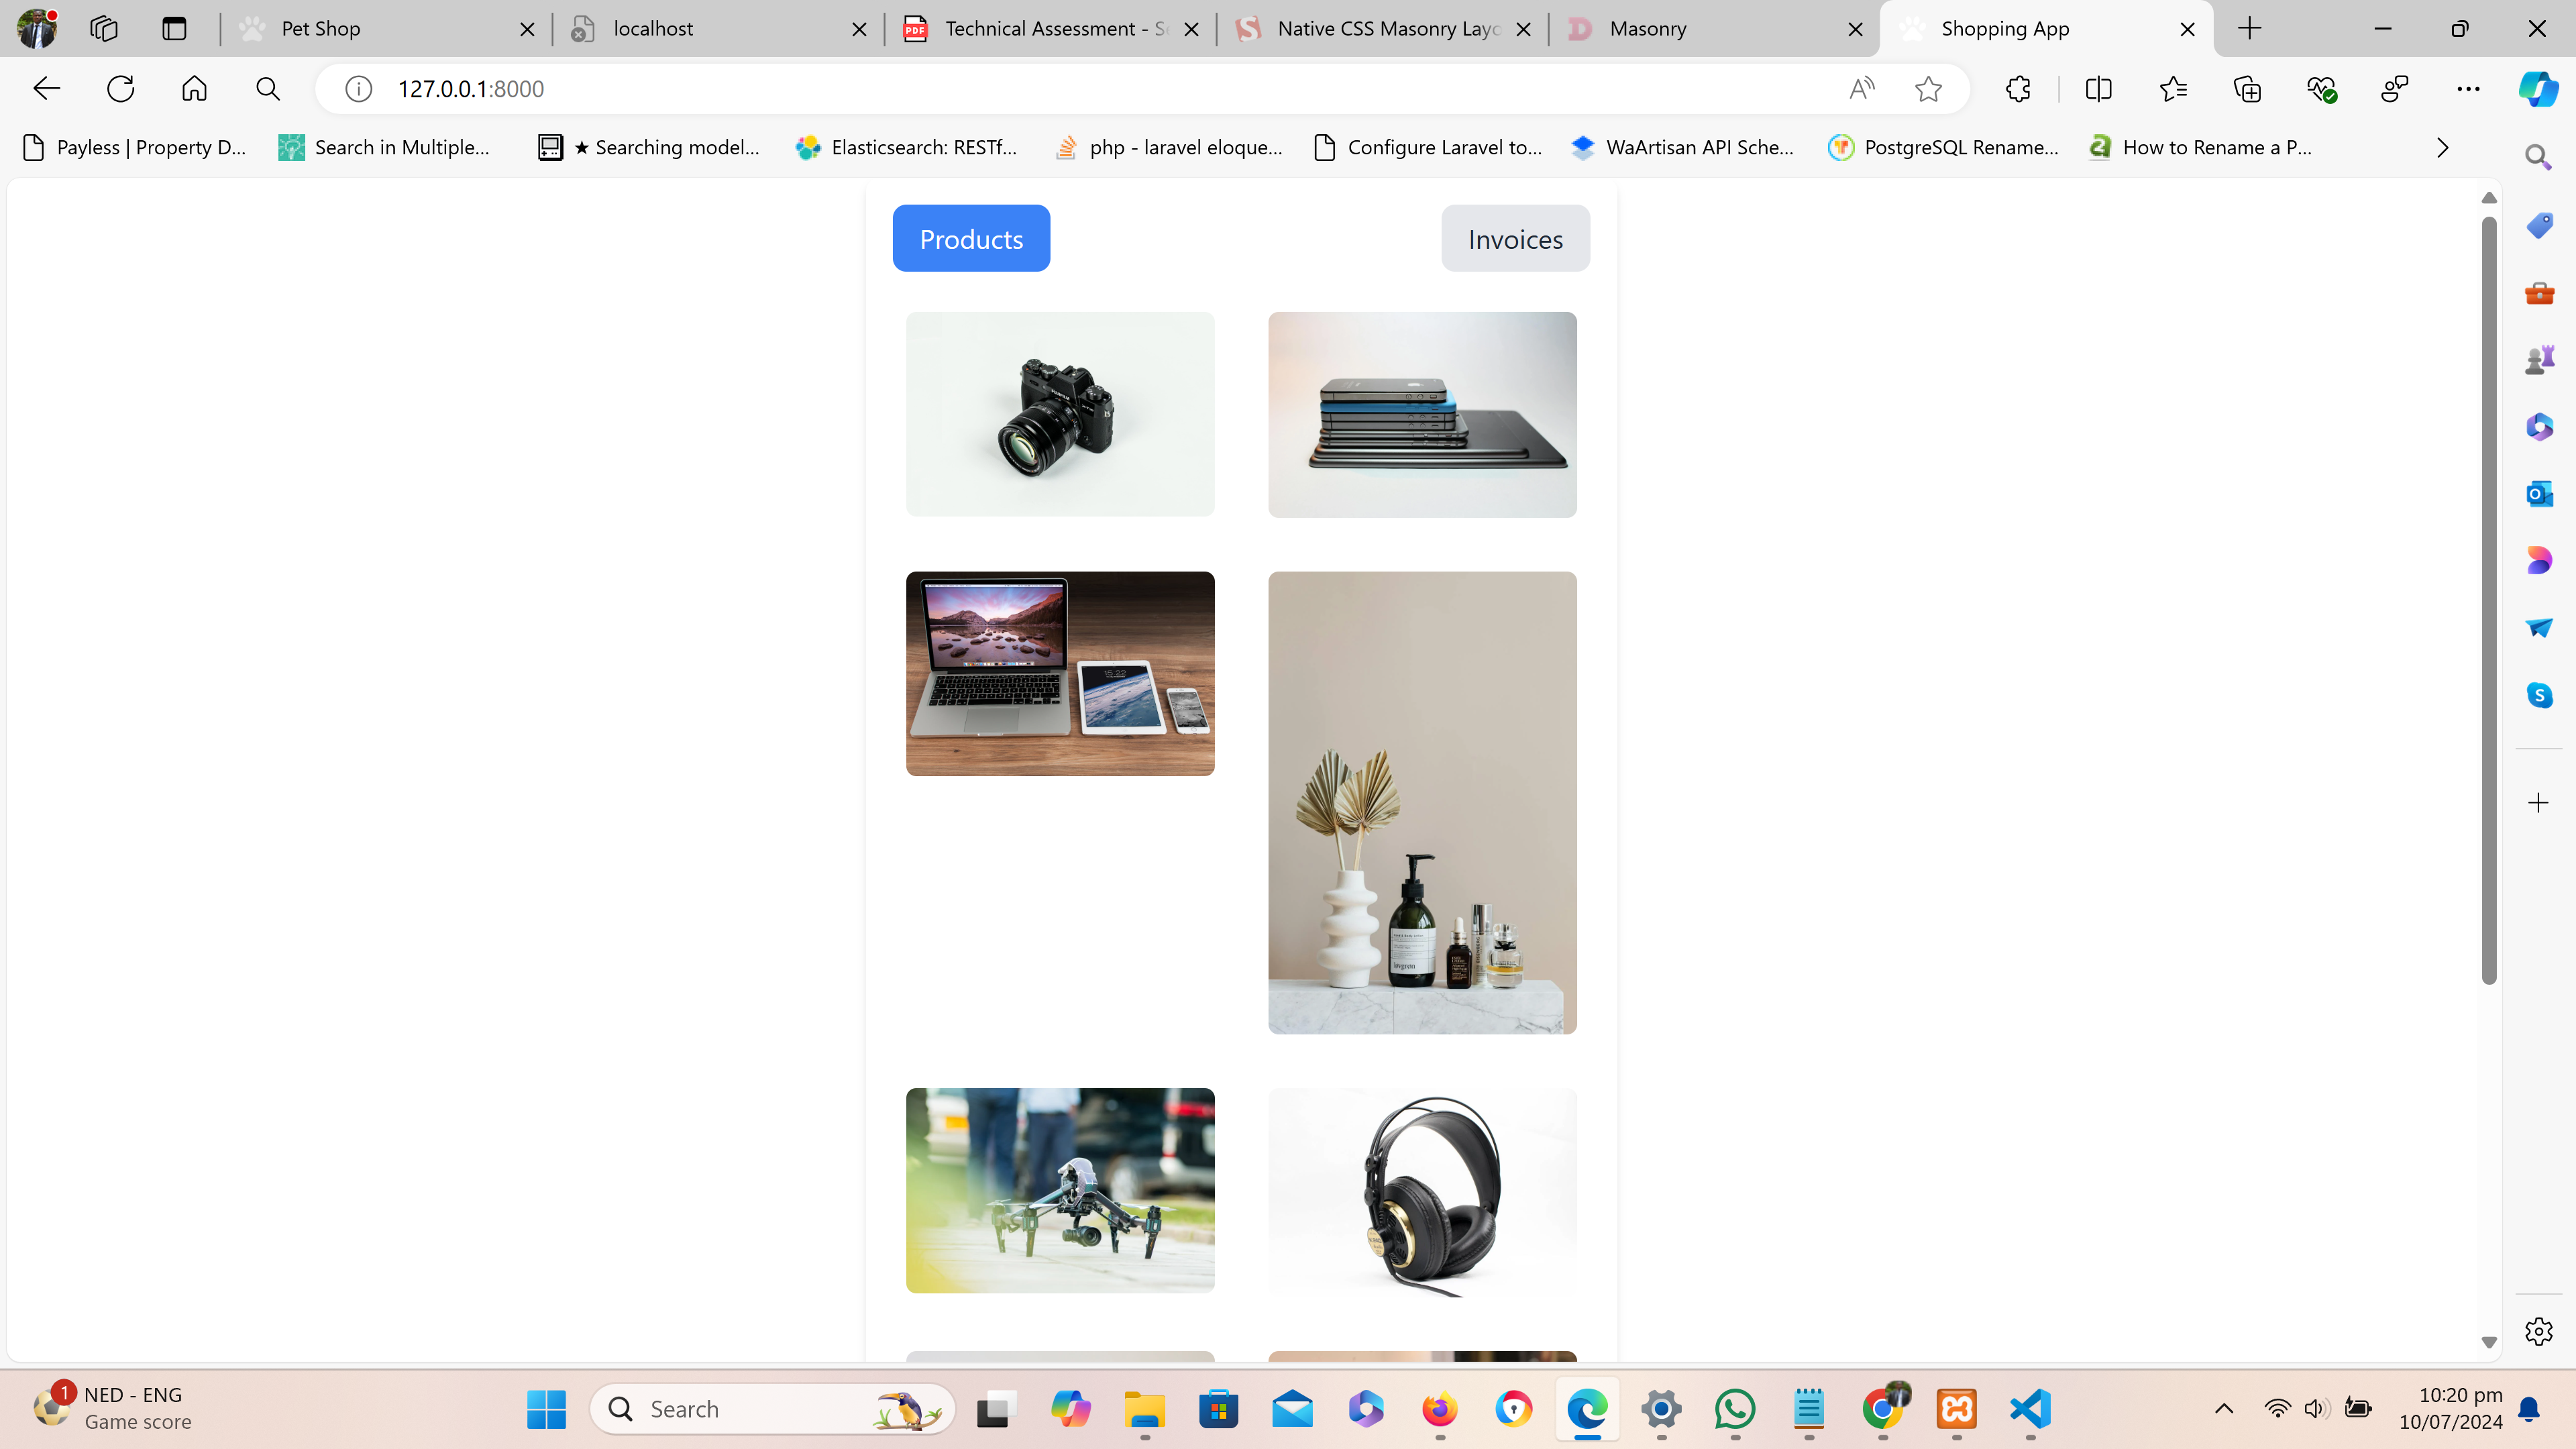 Pet Shop
localhost
Technical Assessment - S
Native CSS Masonry Layo
Masonry
Shopping App
127.0.0.1:8000
Payless | Property D...
Search in Multiple...
★ Searching model...
Elasticsearch: RESTf...
php - laravel eloque...
Configure Laravel to...
WaArtisan API Sche...
PostgreSQL Rename...
How to Rename a P...
Products
Invoices
1
NED - ENG
Game score
Search
10:20 pm
10/07/2024